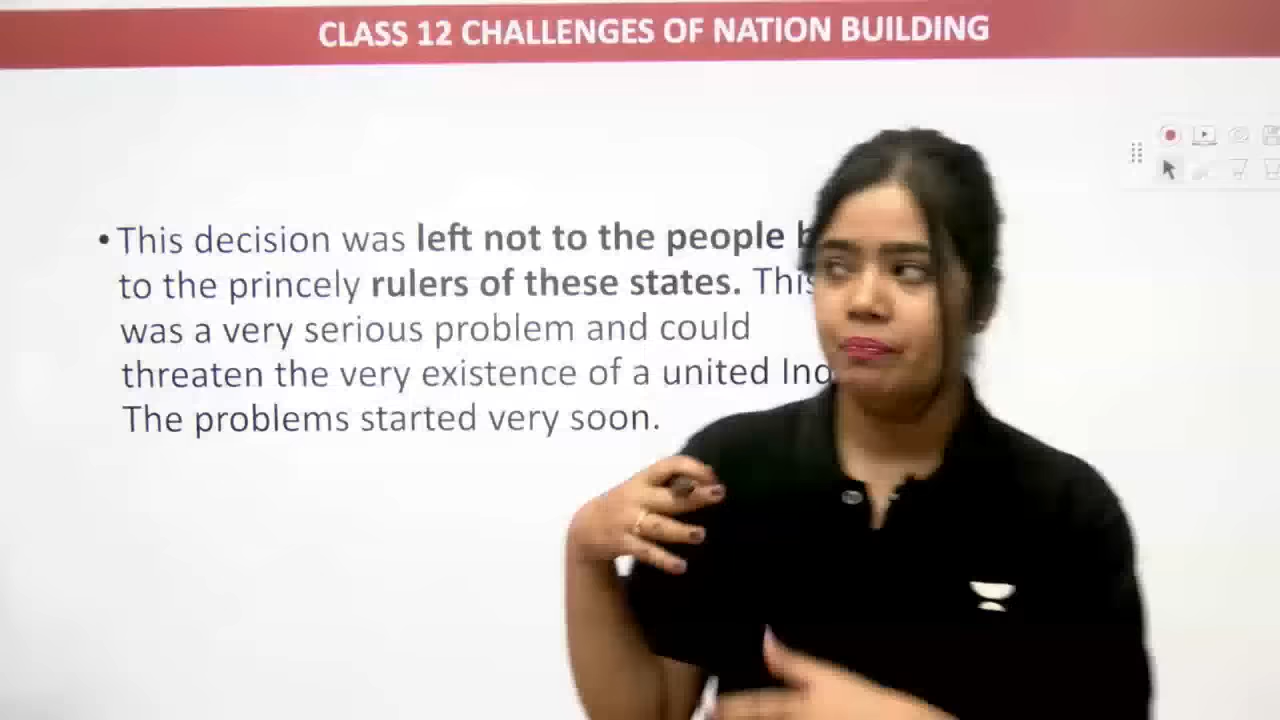 CLASS 12 CHALLENGES OF NATION BUILDING
• This decision was left not to the people
to the princely rulers of these states. This
was a very serious problem and could
threaten the very existence of a united
The problems started very soon.